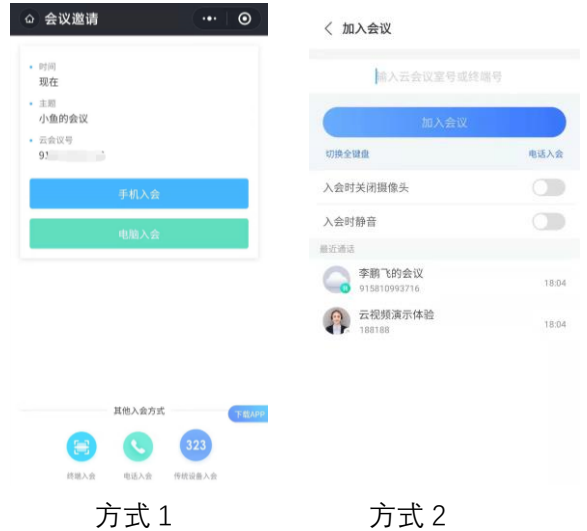 会议邀请
时间
现在
主题
小鱼的会议
云会议号
91
手机入会
电脑入会
其他入会方式
下载APP
323
终端入会
电话入会
传统设备入会
方式 1
加入会议
输入云会议室号或终端号
加入会议
切换全键盘
电话入会
入会时关闭摄像头
入会时静音
最近通话
李鹏飞的会议
915810993716
18:04
云视频演示体验
188188
18:04
方式 2